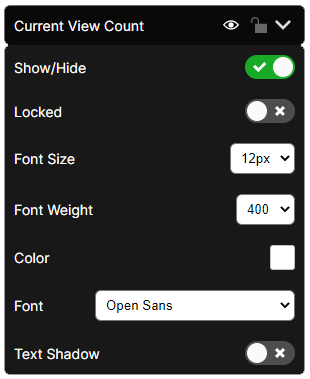 Current View Count
Show/Hide
Locked
Font Size 12px
Font Weight 400
Color
Font Open Sans
Text Shadow